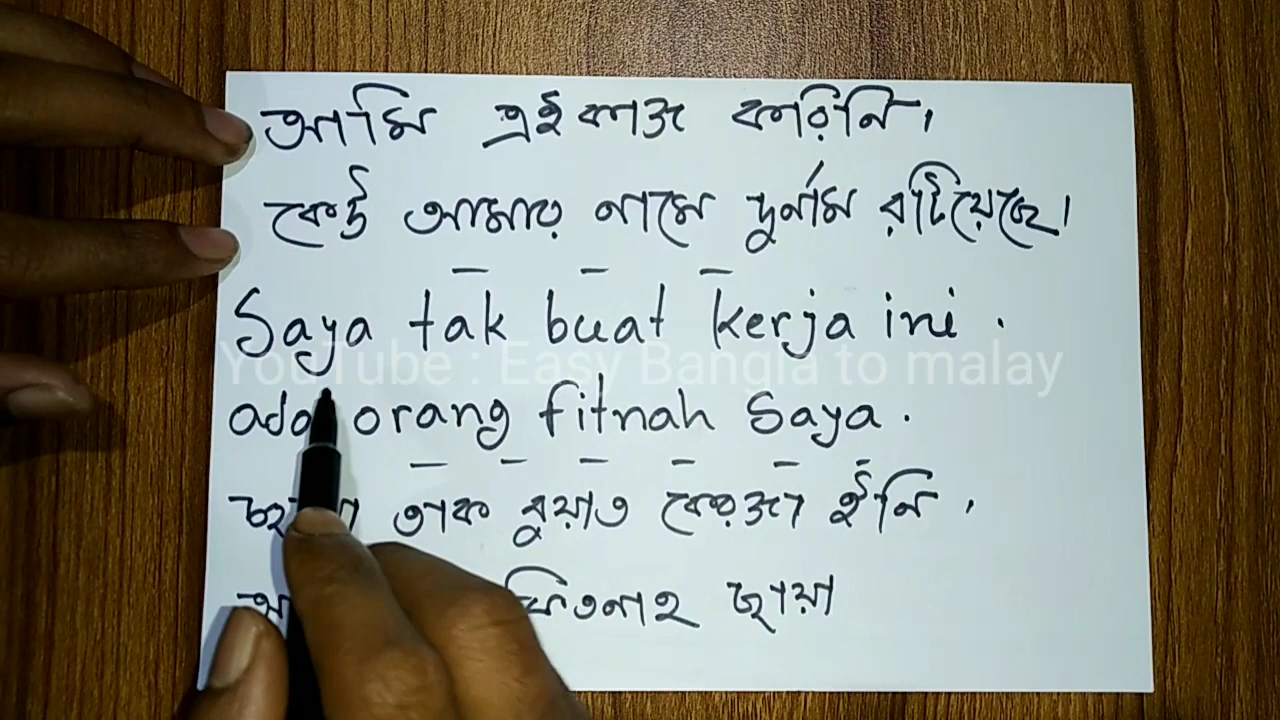 আমি এই কাজ করিনি।
কেউ আমার নামে দুর্নাম রটিয়েছে।
Saya tak buat kerja ini.
YouTube : Easy Bangla to malay
ada orang fitnah saya.
তাক বুয়াত কেরজা ইনি।
ফিতনাহ ছায়া